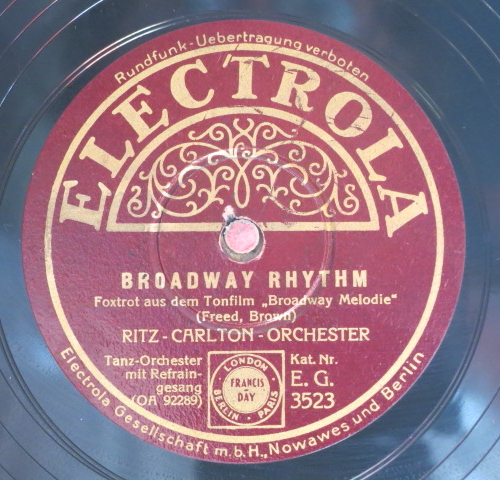 Rundfunk-Uebertragung verboten
ELECTROLA
BROADWAY RHYTHM
Foxtrot aus dem Tonfilm „Broadway Melodie“
(Freed, Brown)
RITZ-CARLTON-ORCHESTER
Tanz-Orchester
mit Refrain-
gesang
(OA 92289)
LONDON
FRANCIS-
DAY
BERLIN PARIS
Kat. Nr.
E. G.
3523
Electrola Gesellschaft m.b.H., Nowawes und Berlin